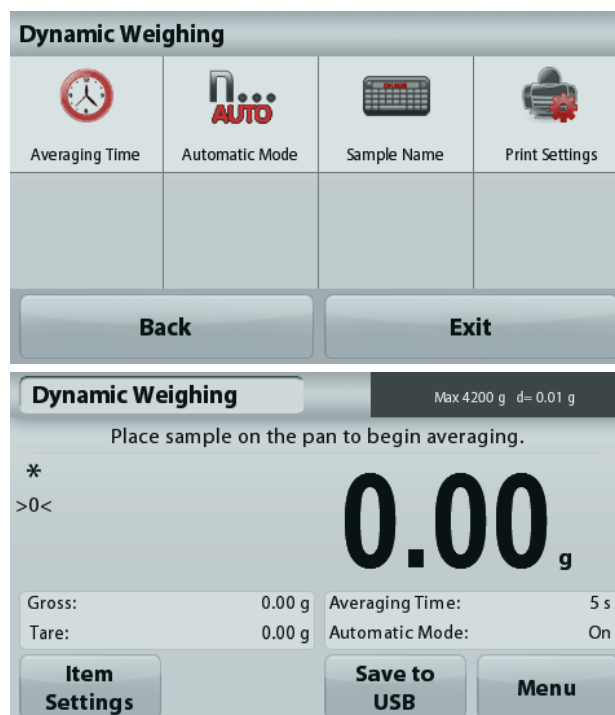 Dynamic Weighing
n...
AUTO
Averaging Time
Automatic Mode
Sample Name
Print Settings
Back
Exit
Dynamic Weighing
Max 4200 g d= 0.01 g
Place sample on the pan to begin averaging.
*
>0<
0.00 g
Gross: 0.00 g
Tare: 0.00 g
Averaging Time: 5 s
Automatic Mode: On
Item Settings
Save to USB
Menu